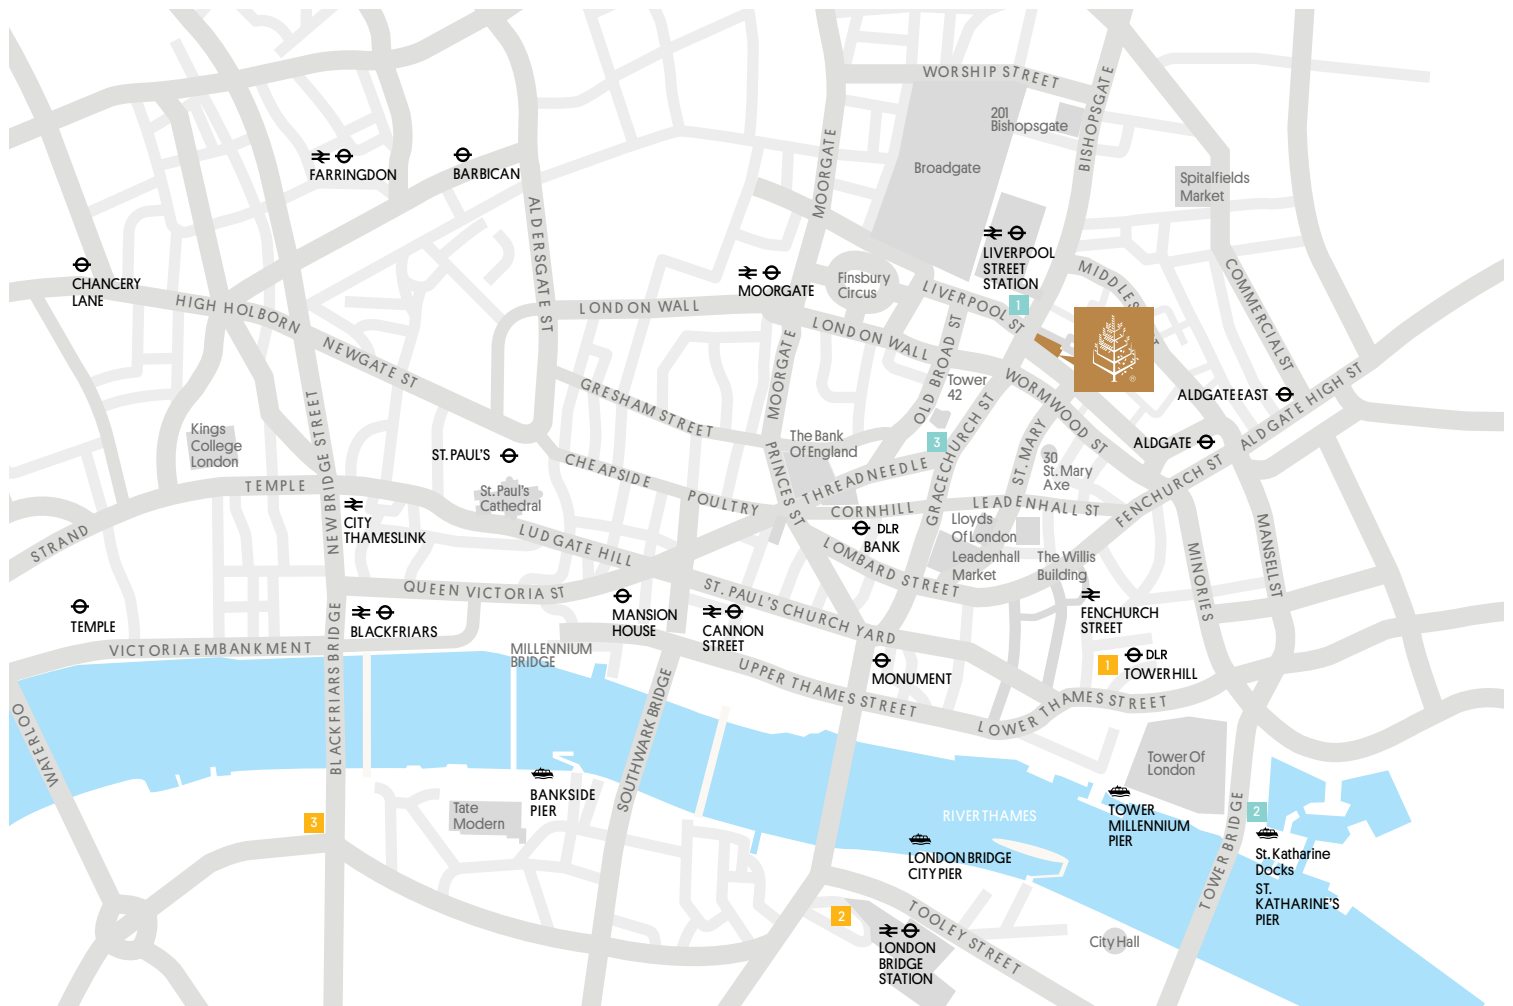 WORSHIP STREET
201
Bishopsgate
BISHOPSGATE
MOORGATE
Broadgate
FARRINGDON
BARBICAN
Spitalfields
Market
ALDERSGATE ST
LIVERPOOL
STREET
STATION
1
CHANCERY
LANE
MOORGATE
Finsbury
Circus
LIVERPOOL ST
MIDDLES
COMMERCIAL ST
HIGH HOLBORN
LONDON WALL
LONDON WALL
NEWGATE ST
MOORGATE
OLD BROAD ST
®
GRESHAM STREET
Tower
42
WORMWOOD ST
ALDGATE EAST
ALDGATE HIGH ST
NEW BRIDGE STREET
Kings
College
London
The Bank
Of England
3
GRACECHURCH ST
ST. MARY
ALDGATE
ST. PAUL'S
CHEAPSIDE
PRINCES ST
THREADNEEDLE
30
St. Mary
Axe
FENCHURCH ST
TEMPLE
St. Paul's
Cathedral
POULTRY
CORNHILL
LEADENHALL ST
CITY
THAMESLINK
STRAND
LUDGATE HILL
DLR
BANK
Lloyds
Of London
Leadenhall
Market
The Willis
Building
LOMBARD STREET
MINORIES
MANSELL ST
QUEEN VICTORIA ST
ST. PAUL'S CHURCH YARD
TEMPLE
BLACKFRIARS
MANSION
HOUSE
CANNON
STREET
FENCHURCH
STREET
VICTORIA EMBANKMENT
MILLENNIUM
BRIDGE
MONUMENT
1
DLR
TOWER HILL
UPPER THAMES STREET
LOWER THAMES STREET
WATERLOO
BLACKFRIARS BRIDGE
SOUTHWARK BRIDGE
Tower Of
London
BANKSIDE
PIER
Tate
Modern
3
RIVER THAMES
TOWER
MILLENNIUM
PIER
TOWER BRIDGE
2
LONDON BRIDGE
CITY PIER
St. Katharine
Docks
ST.
KATHARINE'S
PIER
2
TOOLEY STREET
LONDON
BRIDGE
STATION
City Hall